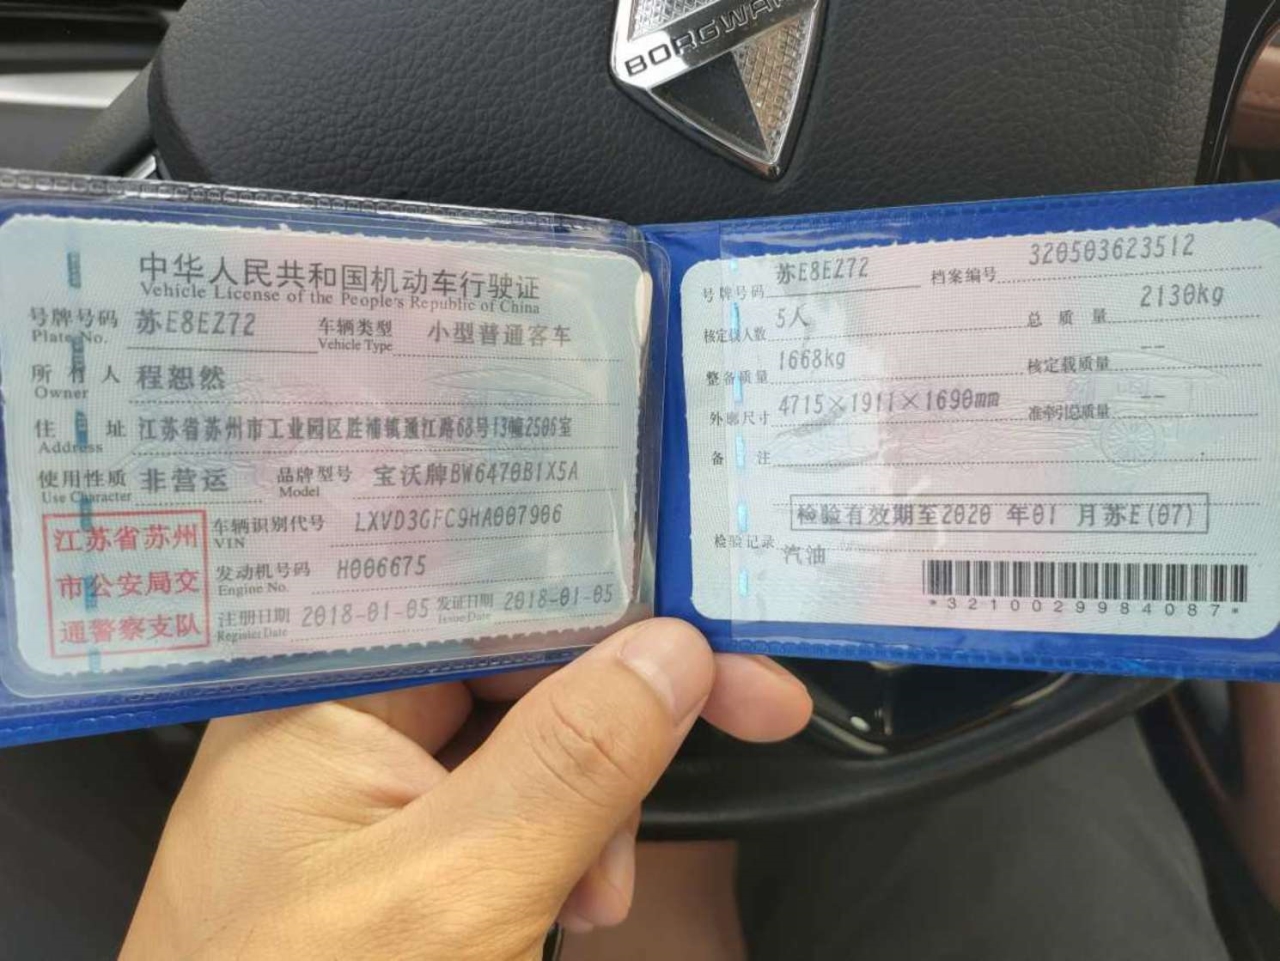 BORGWAR
中华人民共和国机动车行驶证
Vehicle License of the People's Republic of China
号牌号码 苏E8EZ72 车辆类型 小型普通客车
Plate No. Vehicle Type
所有人 程恕然
Owner
住址 江苏省苏州市工业园区胜浦镇通江路68号13幢2506室
Address
使用性质 非营运 品牌型号 宝沃牌BW6470B1X5A
Use Character Model
江苏省苏州
市公安局交
通警察支队
车辆识别代号 LXVD3GFC9HA007906
VIN
发动机号码 H006675
Engine No.
注册日期 2018-01-05 发证日期 2018-01-05
Register Date Issue Date
号牌号码 苏E8EZ72 档案编号 320503623512
核定载人数 5人 总质量 2130kg
整备质量 1668kg 核定载质量 --
外廓尺寸 4715×1911×1690mm 准牵引总质量 --
备注
检验有效期至2020 年01 月苏E(07)
检验记录 汽油
*3210029984087*